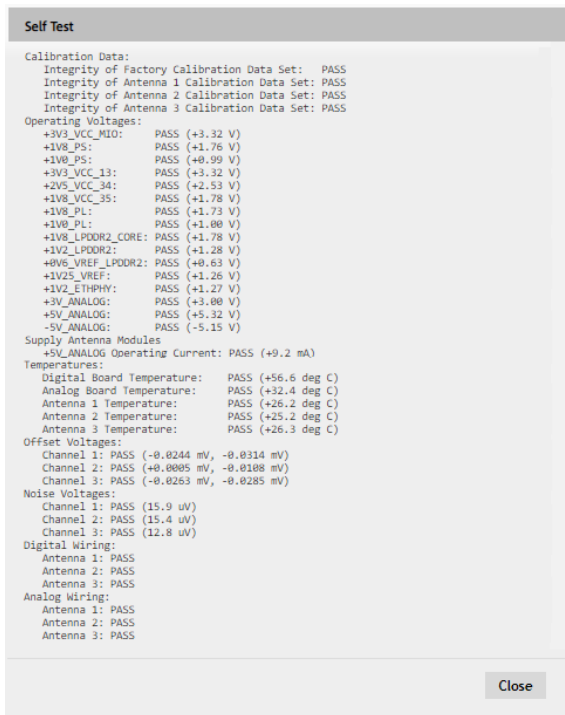 Self Test
Calibration Data:
Integrity of Factory Calibration Data Set: PASS
Integrity of Antenna 1 Calibration Data Set: PASS
Integrity of Antenna 2 Calibration Data Set: PASS
Integrity of Antenna 3 Calibration Data Set: PASS
Operating Voltages:
+3V3_VCC_MIO: PASS (+3.32 V)
+1V8_PS: PASS (+1.76 V)
+1V0_PS: PASS (+0.99 V)
+3V3_VCC_13: PASS (+3.32 V)
+2V5_VCC_34: PASS (+2.53 V)
+1V8_VCC_35: PASS (+1.78 V)
+1V8_PL: PASS (+1.73 V)
+1V0_PL: PASS (+1.00 V)
+1V8_LPDDR2_CORE: PASS (+1.78 V)
+1V2_LPDDR2: PASS (+1.28 V)
+0V6_VREF_LPDDR2: PASS (+0.63 V)
+1V25_VREF: PASS (+1.26 V)
+1V2_ETHPHY: PASS (+1.27 V)
+3V_ANALOG: PASS (+3.00 V)
+5V_ANALOG: PASS (+5.32 V)
-5V_ANALOG: PASS (-5.15 V)
Supply Antenna Modules
+5V_ANALOG Operating Current: PASS (+9.2 mA)
Temperatures:
Digital Board Temperature: PASS (+56.6 deg C)
Analog Board Temperature: PASS (+32.4 deg C)
Antenna 1 Temperature: PASS (+26.2 deg C)
Antenna 2 Temperature: PASS (+25.2 deg C)
Antenna 3 Temperature: PASS (+26.3 deg C)
Offset Voltages:
Channel 1: PASS (-0.0244 mV, -0.0314 mV)
Channel 2: PASS (+0.0005 mV, -0.0108 mV)
Channel 3: PASS (-0.0263 mV, -0.0285 mV)
Noise Voltages:
Channel 1: PASS (15.9 uV)
Channel 2: PASS (15.4 uV)
Channel 3: PASS (12.8 uV)
Digital Wiring:
Antenna 1: PASS
Antenna 2: PASS
Antenna 3: PASS
Analog Wiring:
Antenna 1: PASS
Antenna 2: PASS
Antenna 3: PASS
Close